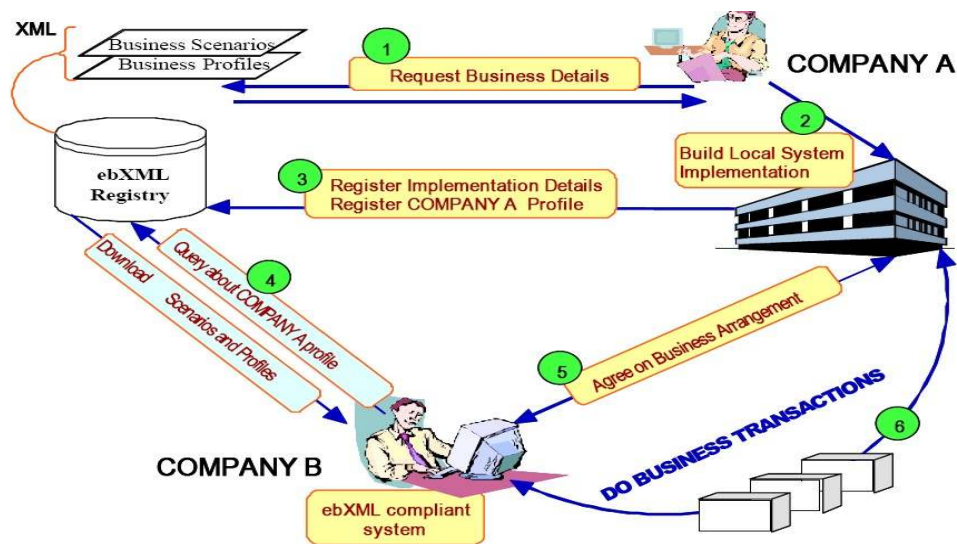 XML
Business Scenarios
Business Profiles
1
Request Business Details
COMPANY A
2
Build Local System
Implementation
ebXML
Registry
3
Register Implementation Details
Register COMPANY A Profile
4
Query about COMPANY A profile
Download Scenarios and Profiles
5
Agree on Business Arrangement
DO BUSINESS TRANSACTIONS
6
COMPANY B
ebXML compliant
system